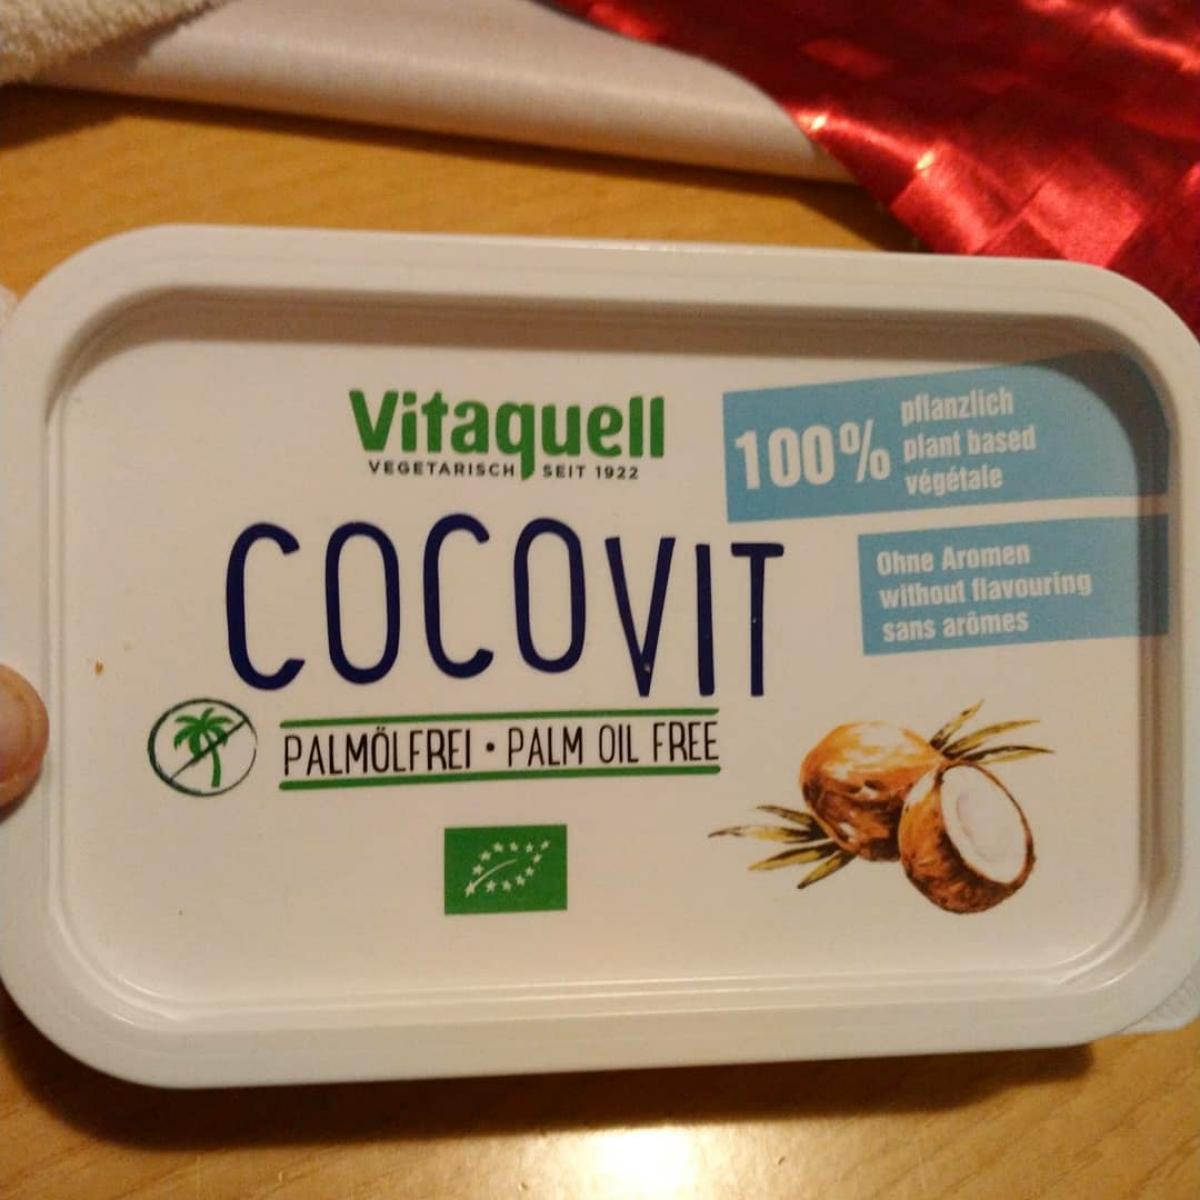 Vitaquell
VEGETARISCH SEIT 1922
100%
pflanzlich
plant based
végétale
COCOVIT
Ohne Aromen
without flavouring
sans arômes
PALMÖLFREI • PALM OIL FREE